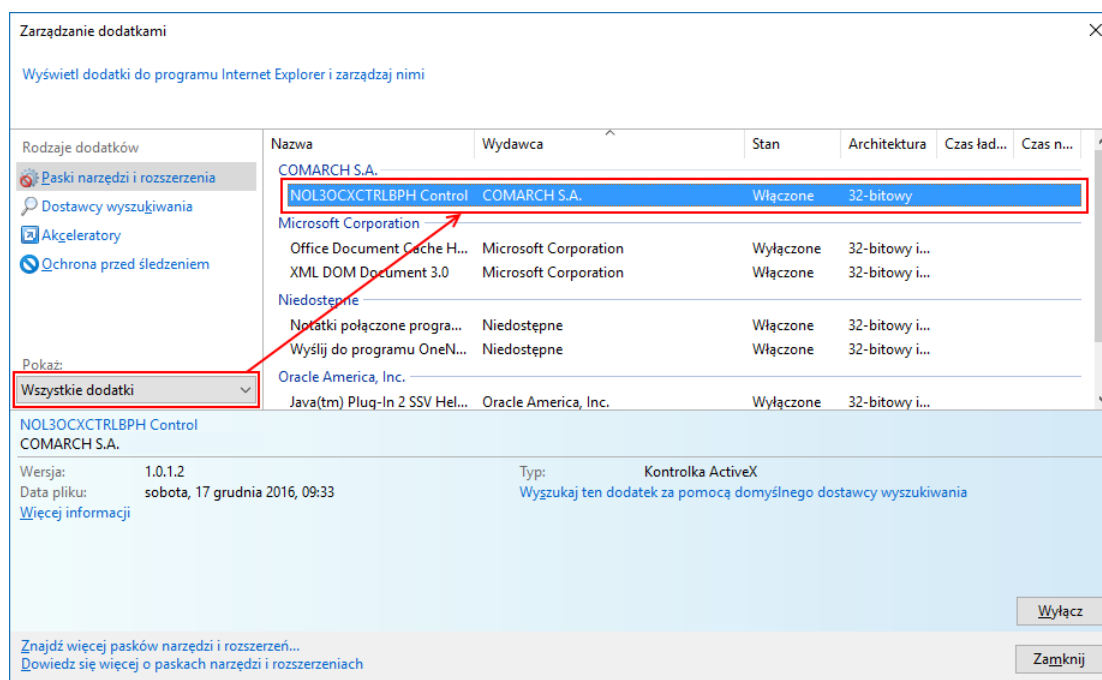 Zarządzanie dodatkami
Wyświetl dodatki do programu Internet Explorer i zarządzaj nimi
Rodzaje dodatków
Paski narzędzi i rozszerzenia
Dostawcy wyszukiwania
Akceleratory
Ochrona przed śledzeniem
Pokaż:
Wszystkie dodatki
Nazwa Wydawca Stan Architektura Czas ład... Czas n...
COMARCH S.A.
NOL3OCXCTRLBPH Control COMARCH S.A. Włączone 32-bitowy
Microsoft Corporation
Office Document Cache H... Microsoft Corporation Wyłączone 32-bitowy i...
XML DOM Document 3.0 Microsoft Corporation Włączone 32-bitowy i...
Niedostępne
Notatki połączone progra... Niedostępne Włączone 32-bitowy i...
Wyślij do programu OneN... Niedostępne Włączone 32-bitowy i...
Oracle America, Inc.
Java(tm) Plug-In 2 SSV Hel... Oracle America, Inc. Wyłączone 32-bitowy i...
NOL3OCXCTRLBPH Control
COMARCH S.A.
Wersja: 1.0.1.2 Typ: Kontrolka ActiveX
Data pliku: sobota, 17 grudnia 2016, 09:33 Wyszukaj ten dodatek za pomocą domyślnego dostawcy wyszukiwania
Więcej informacji
Wyłącz
Znajdź więcej pasków narzędzi i rozszerzeń...
Dowiedz się więcej o paskach narzędzi i rozszerzeniach
Zamknij